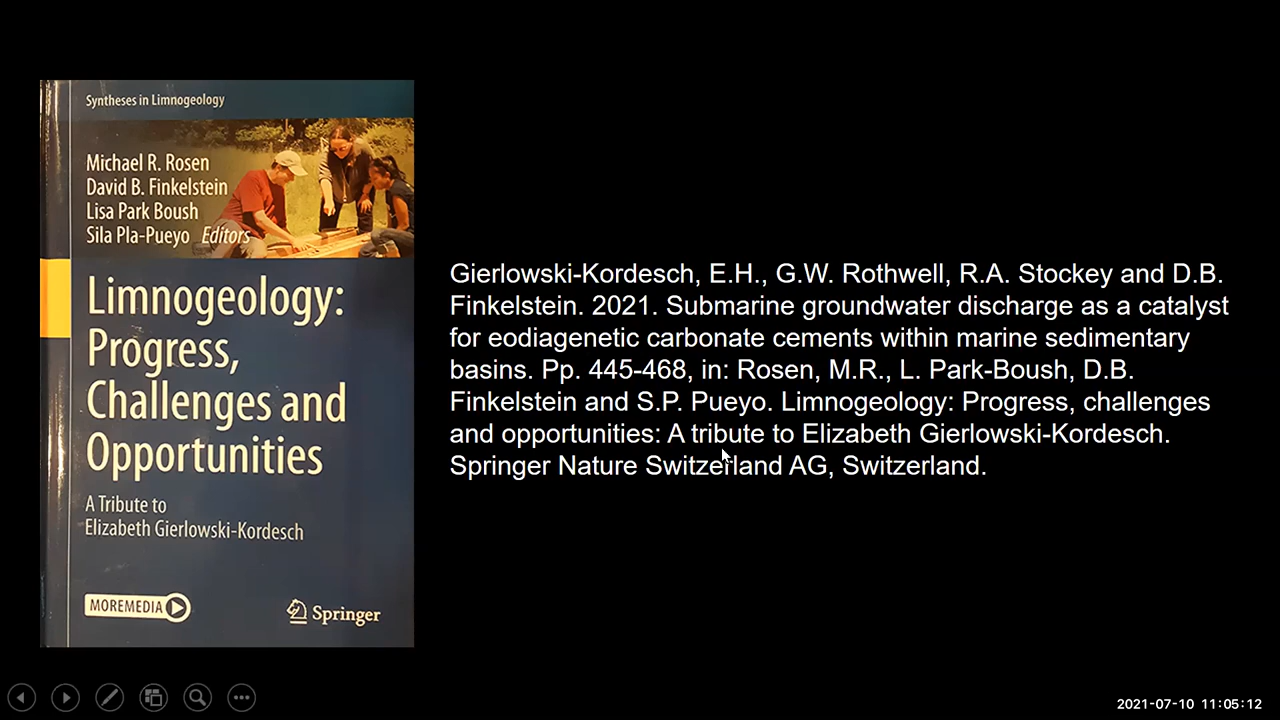 Syntheses in Limnogeology
Michael R. Rosen
David B. Finkelstein
Lisa Park Boush
Sila Pla-Pueyo Editors
Limnogeology:
Progress,
Challenges and
Opportunities
A Tribute to
Elizabeth Gierlowski-Kordesch
MOREMEDIA
Springer
Gierlowski-Kordesch, E.H., G.W. Rothwell, R.A. Stockey and D.B.
Finkelstein. 2021. Submarine groundwater discharge as a catalyst
for eodiagenetic carbonate cements within marine sedimentary
basins. Pp. 445-468, in: Rosen, M.R., L. Park-Boush, D.B.
Finkelstein and S.P. Pueyo. Limnogeology: Progress, challenges
and opportunities: A tribute to Elizabeth Gierlowski-Kordesch.
Springer Nature Switzerland AG, Switzerland.
2021-07-10 11:05:12